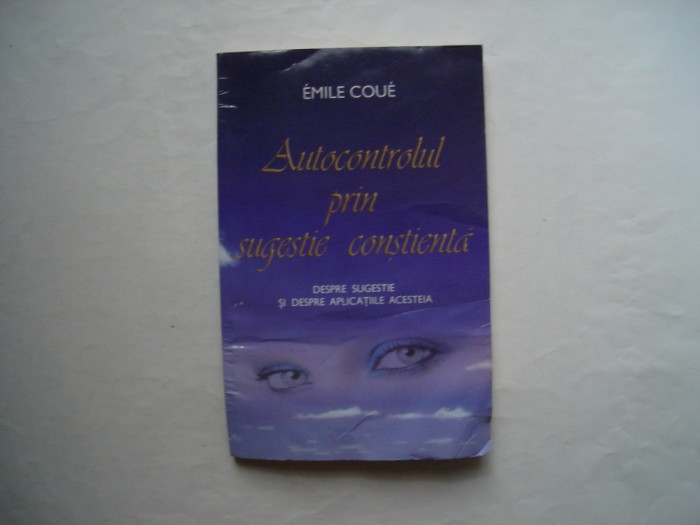 ÉMILE COUÉ
Autocontrolul
prin
sugestie conștientă
DESPRE SUGESTIE
ȘI DESPRE APLICAȚIILE ACESTEIA